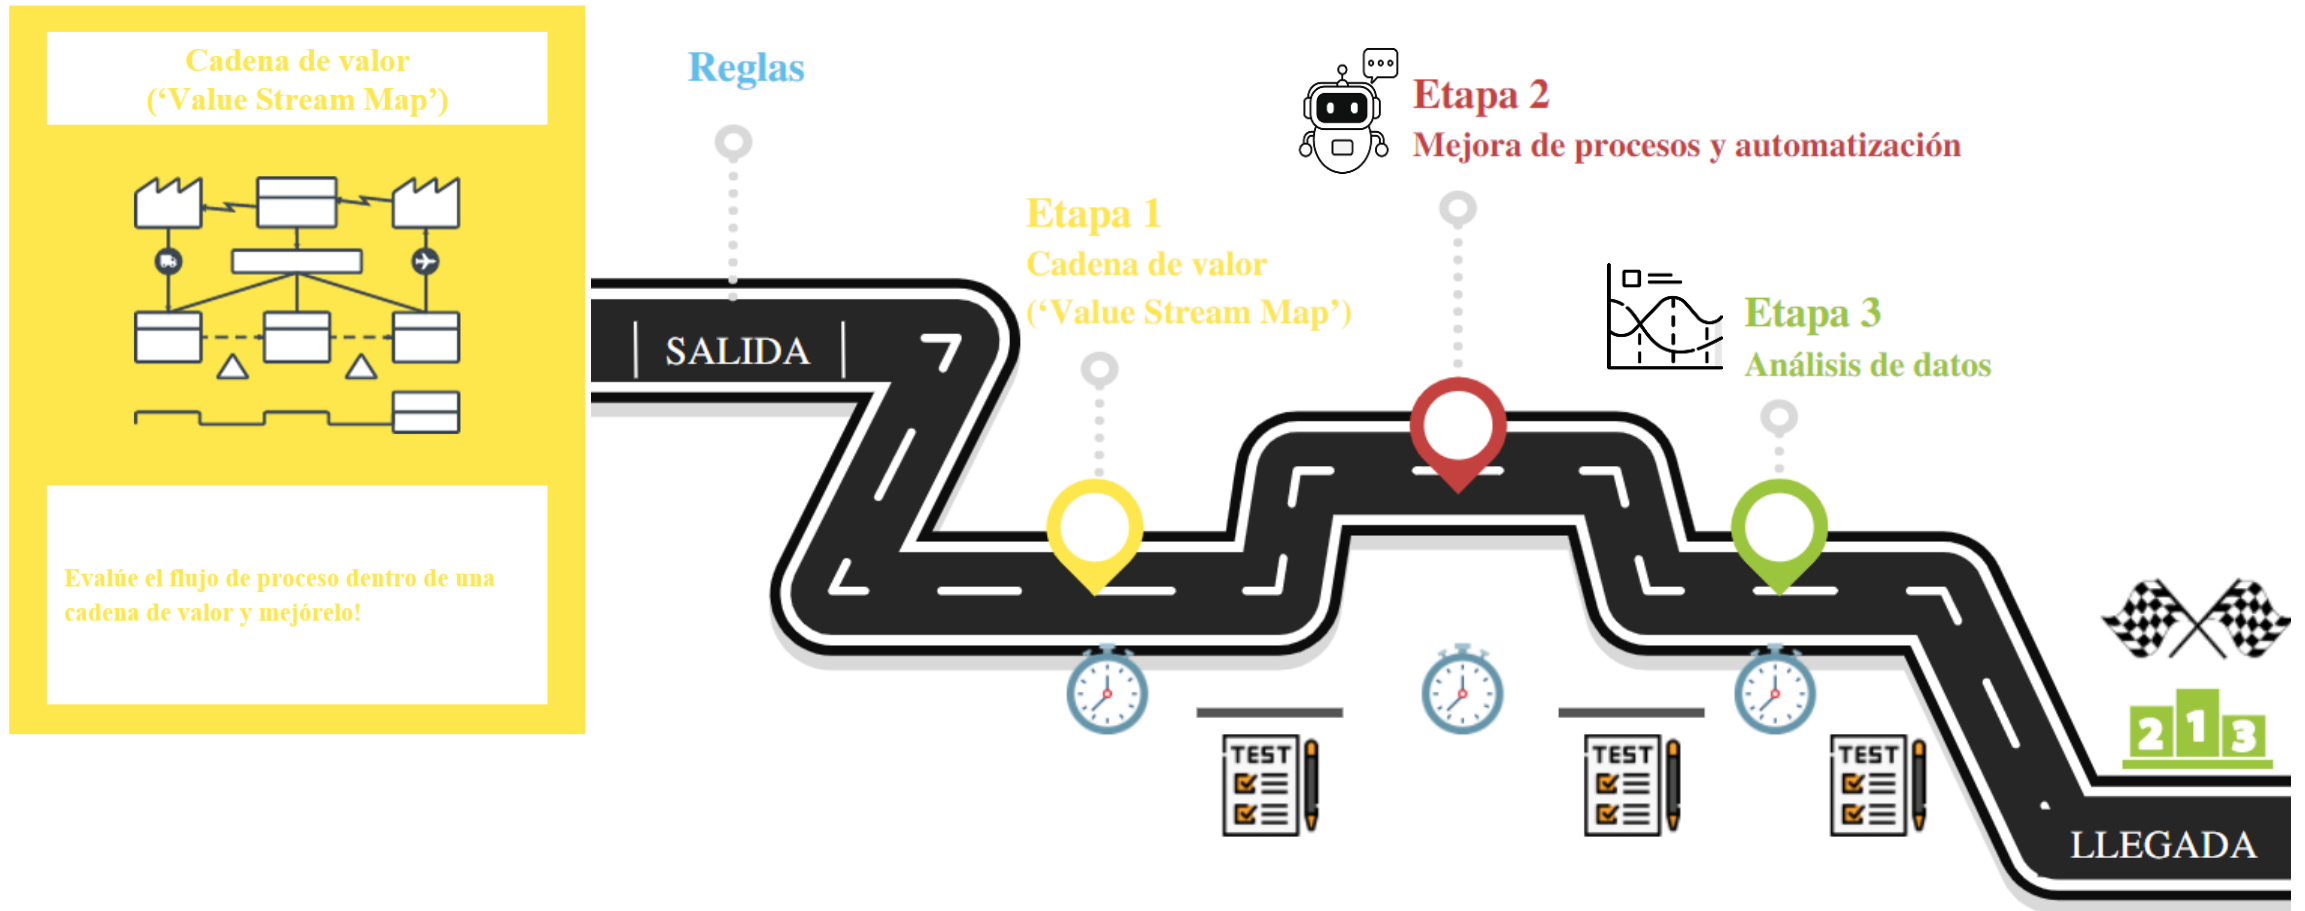 Cadena de valor
(‘Value Stream Map’)
Evalúe el flujo de proceso dentro de una
cadena de valor y mejórelo!
Reglas
SALIDA
Etapa 1
Cadena de valor
(‘Value Stream Map’)
Etapa 2
Mejora de procesos y automatización
Etapa 3
Análisis de datos
TEST
TEST
TEST
2 1 3
LLEGADA